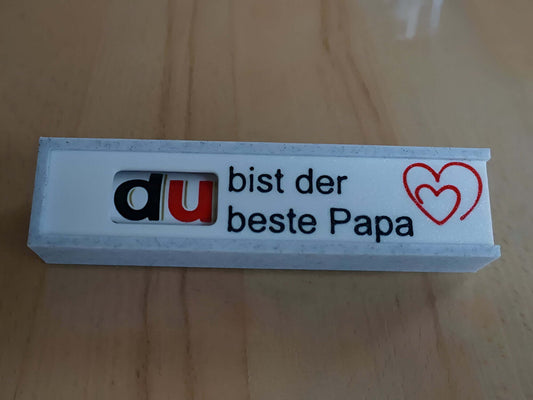 du bist der
beste Papa